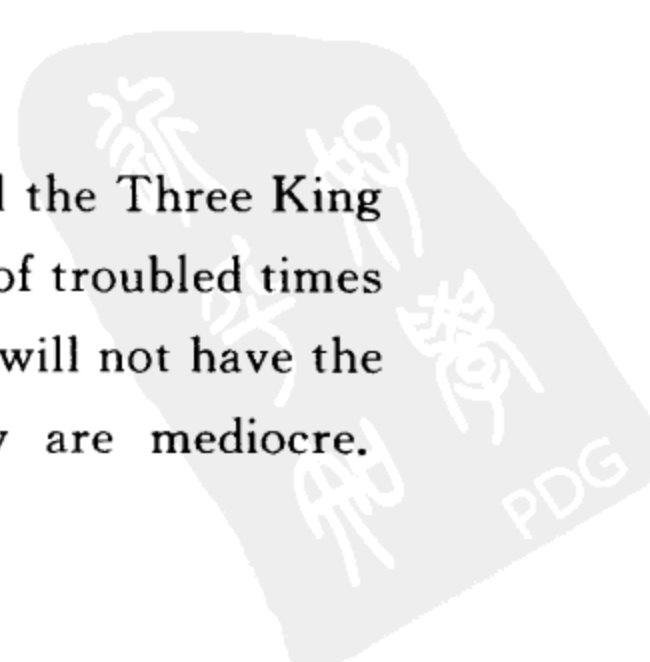 the Three King
of troubled times
will not have the
are mediocre.
PDG